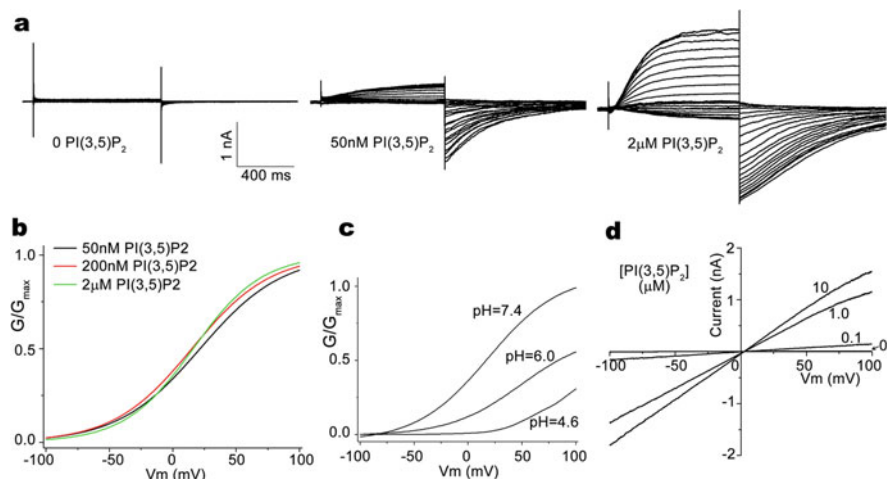 a
0 PI(3,5)P2
1 nA
400 ms
50nM PI(3,5)P2
2μM PI(3,5)P2
b
50nM PI(3,5)P2
200nM PI(3,5)P2
2μM PI(3,5)P2
G/Gmax
1.0
0.5
0.0
-100
-50
0
50
100
Vm (mV)
c
G/Gmax
1.0
0.5
0.0
pH=7.4
pH=6.0
pH=4.6
-100
-50
0
50
100
Vm (mV)
d
[PI(3,5)P2]
(μM)
Current (nA)
2
1
0
-1
-2
10
1.0
0.1
0
-100
-50
0
50
100
Vm (mV)